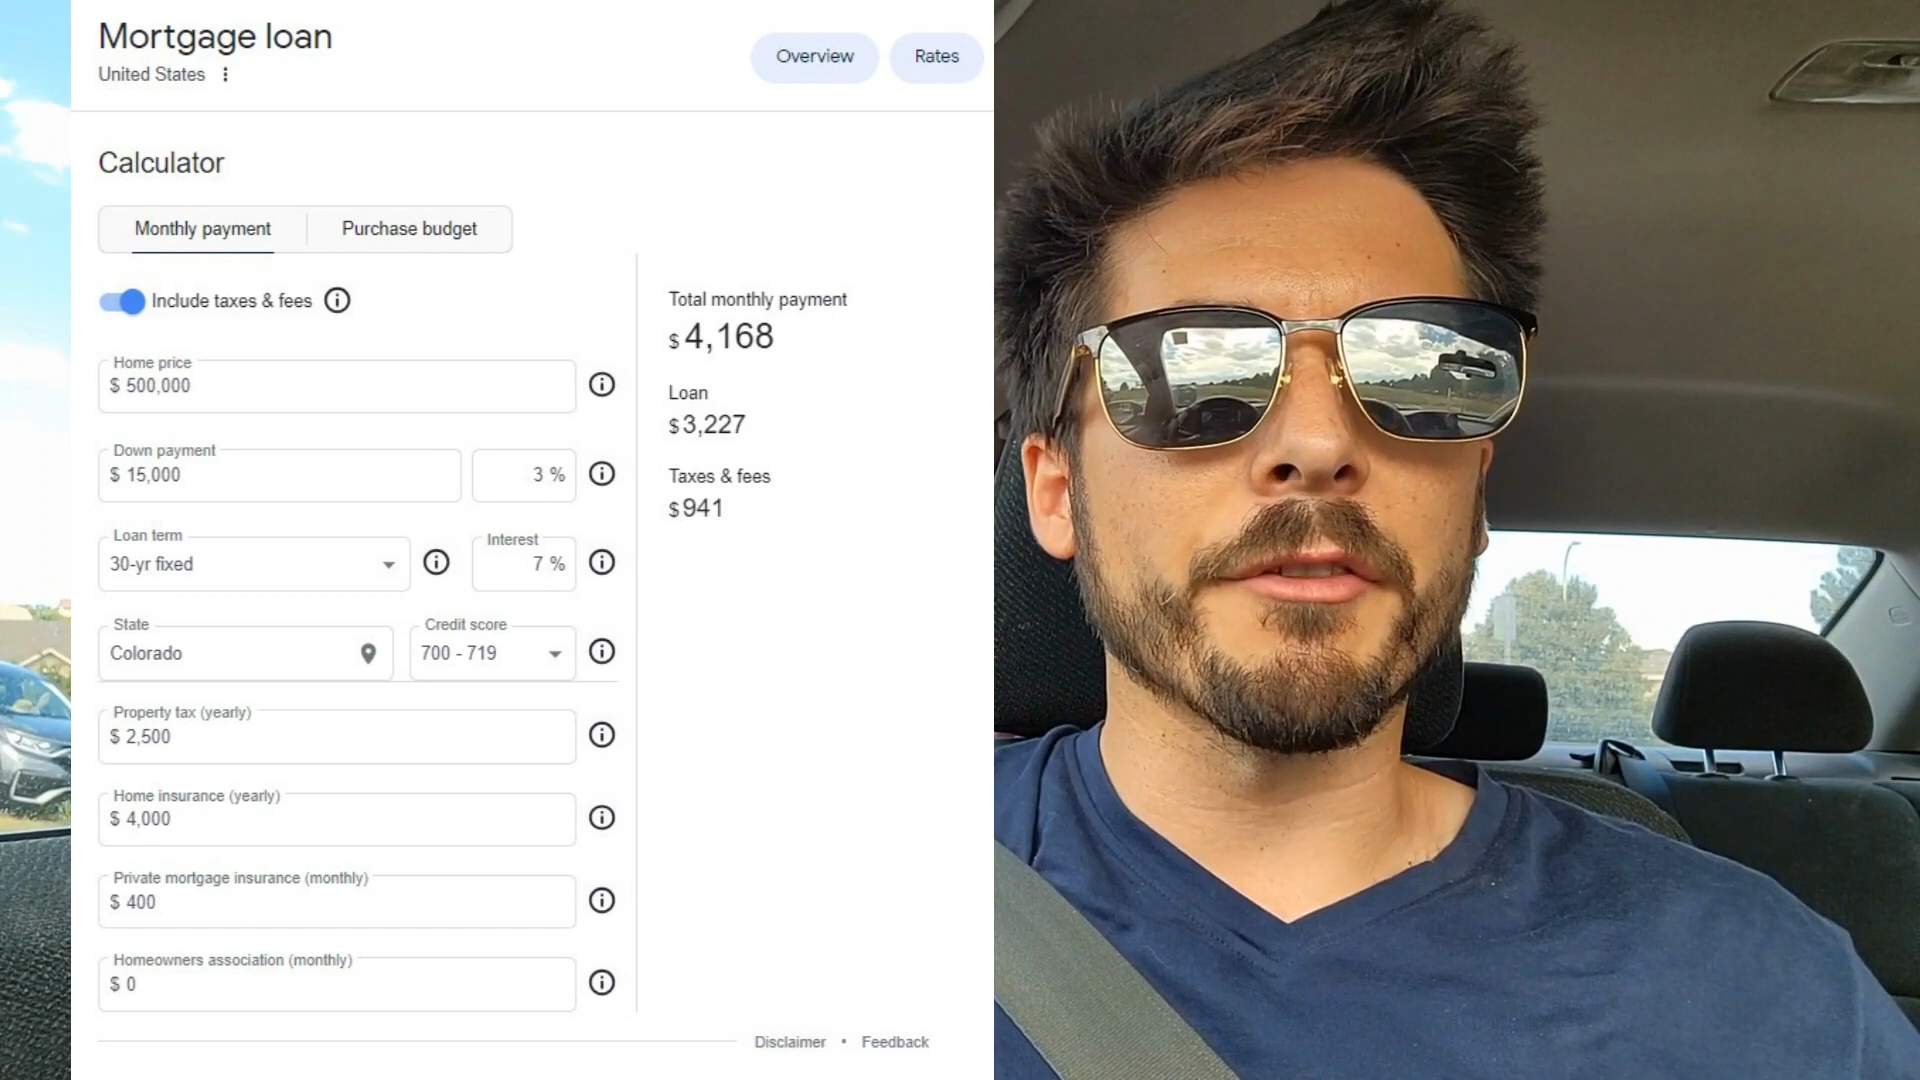 Mortgage loan
United States
Overview
Rates
Calculator
Monthly payment
Purchase budget
Include taxes & fees
Home price
$ 500,000
Down payment
$ 15,000
3 %
Loan term
30-yr fixed
Interest
7 %
State
Colorado
Credit score
700 - 719
Property tax (yearly)
$ 2,500
Home insurance (yearly)
$ 4,000
Private mortgage insurance (monthly)
$ 400
Homeowners association (monthly)
$ 0
Total monthly payment
$ 4,168
Loan
$ 3,227
Taxes & fees
$ 941
Disclaimer • Feedback